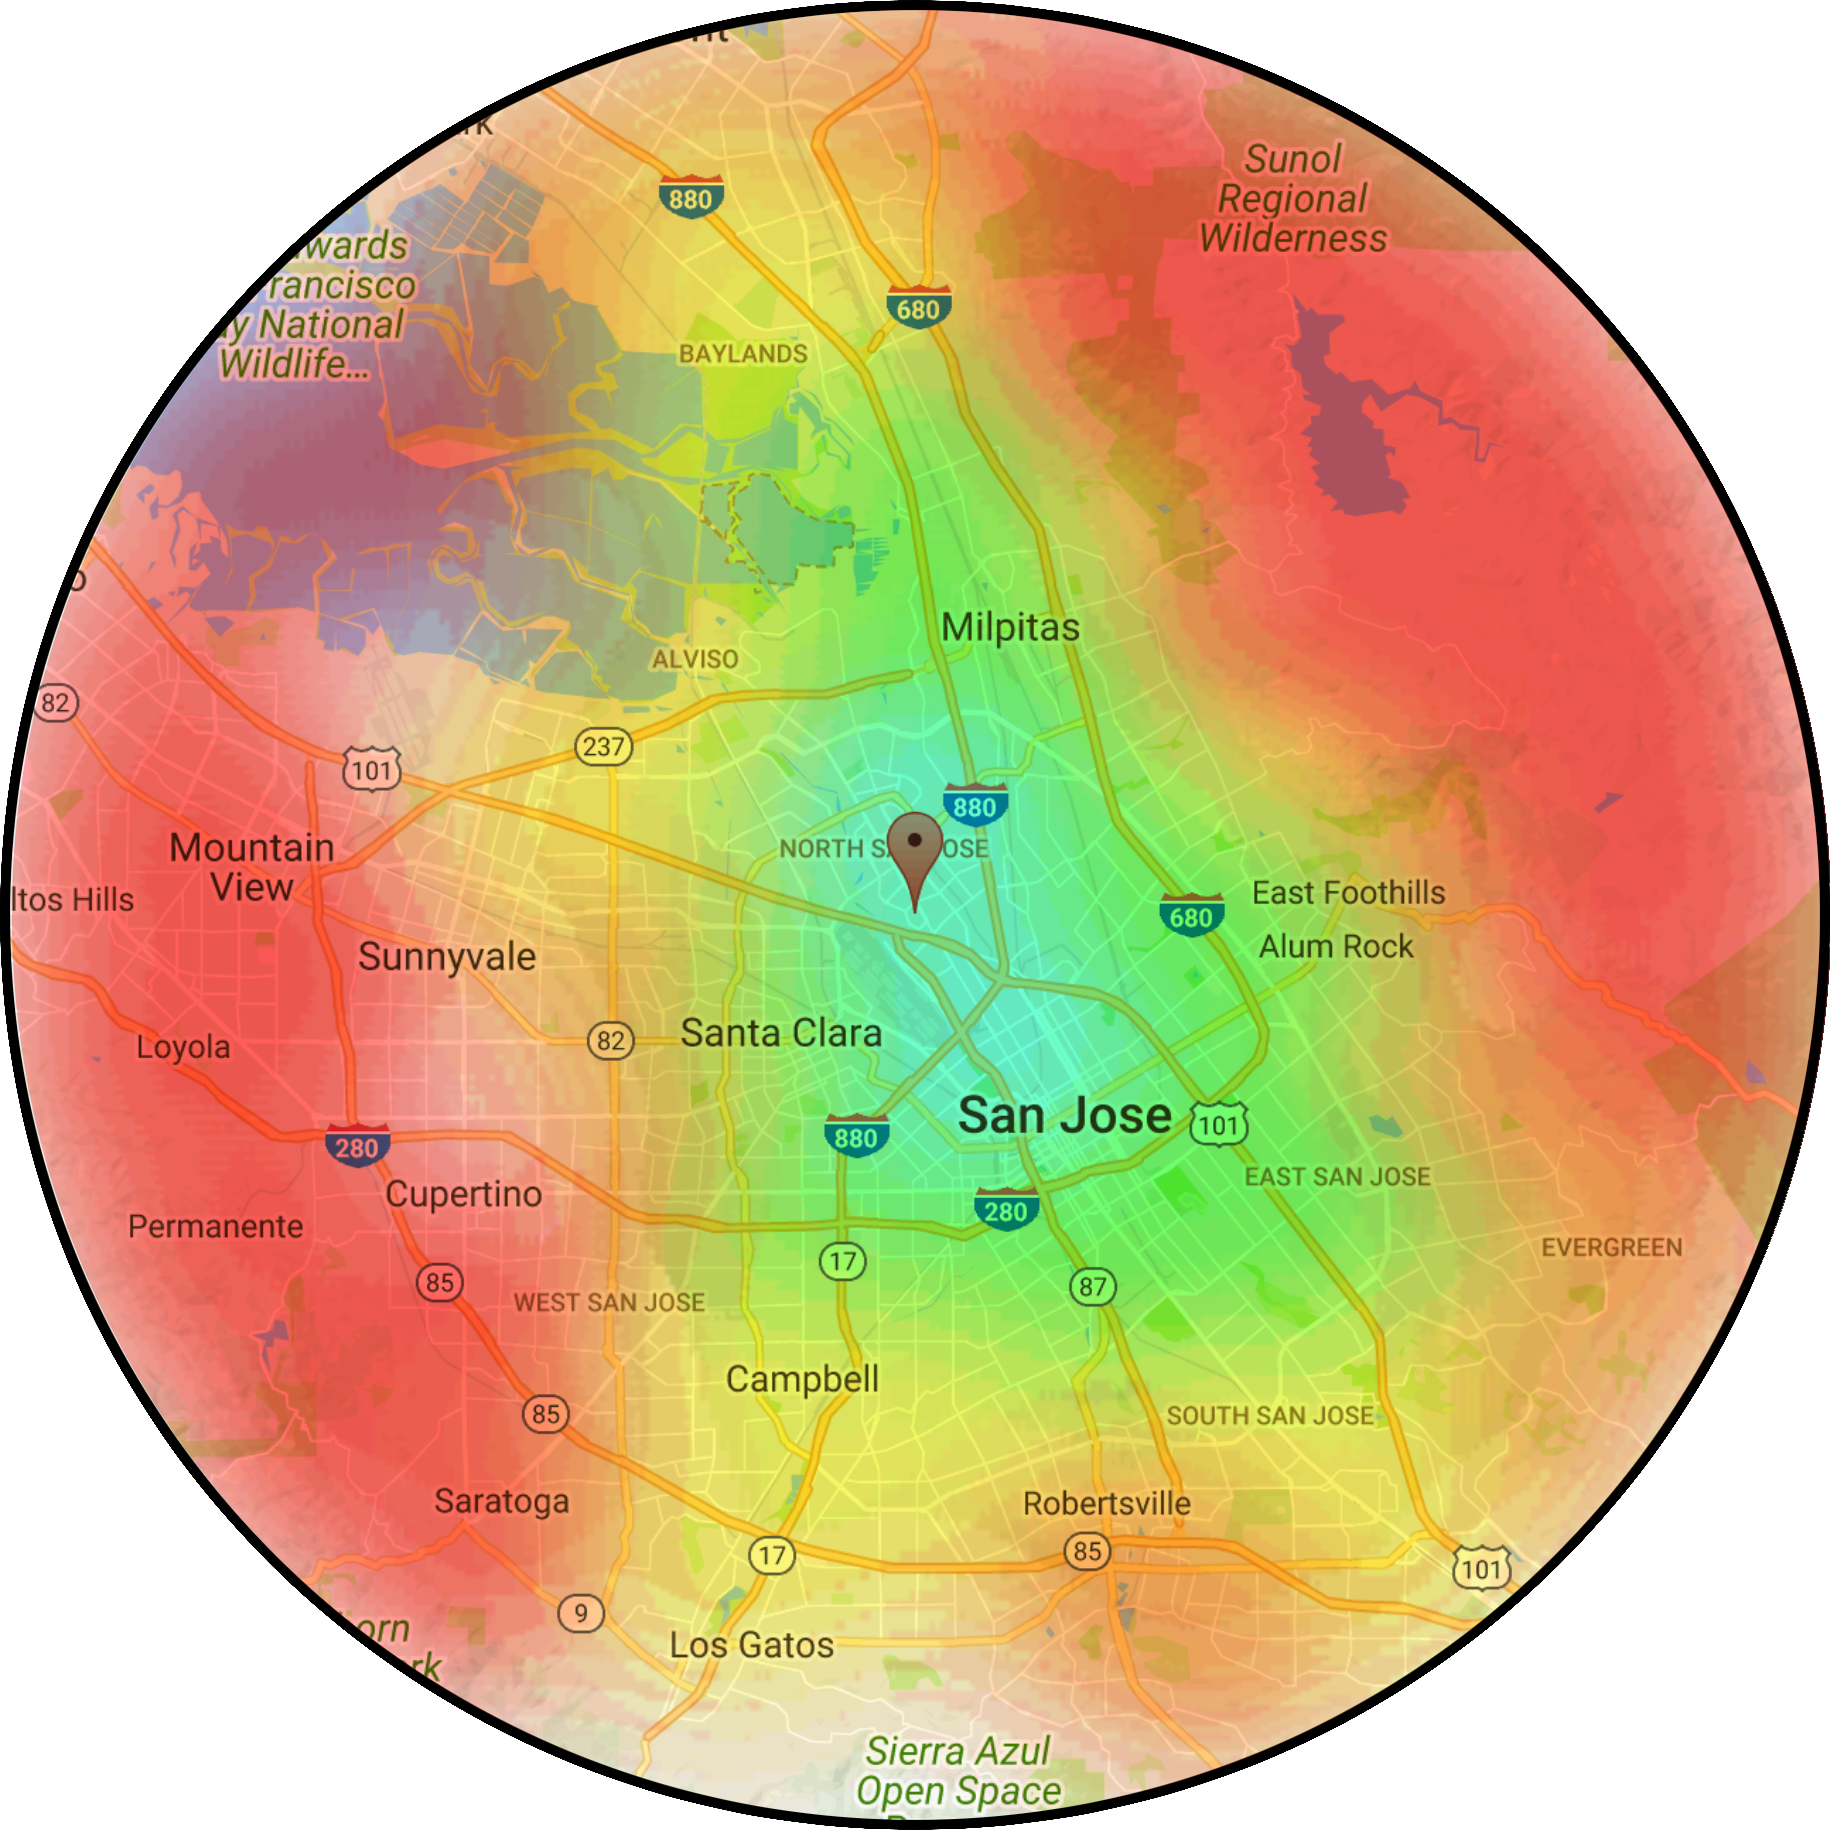 880
Sunol
Regional
Wilderness
wards
rancisco
y National
Wildlife...
680
BAYLANDS
Milpitas
ALVISO
82
237
101
880
NORTH S
OSE
Mountain
View
ltos Hills
East Foothills
680
Alum Rock
Sunnyvale
Santa Clara
82
Loyola
San Jose
101
880
280
EAST SAN JOSE
Cupertino
280
Permanente
EVERGREEN
17
85
87
WEST SAN JOSE
Campbell
85
SOUTH SAN JOSE
Saratoga
Robertsville
17
85
101
9
orn
rk
Los Gatos
Sierra Azul
Open Space